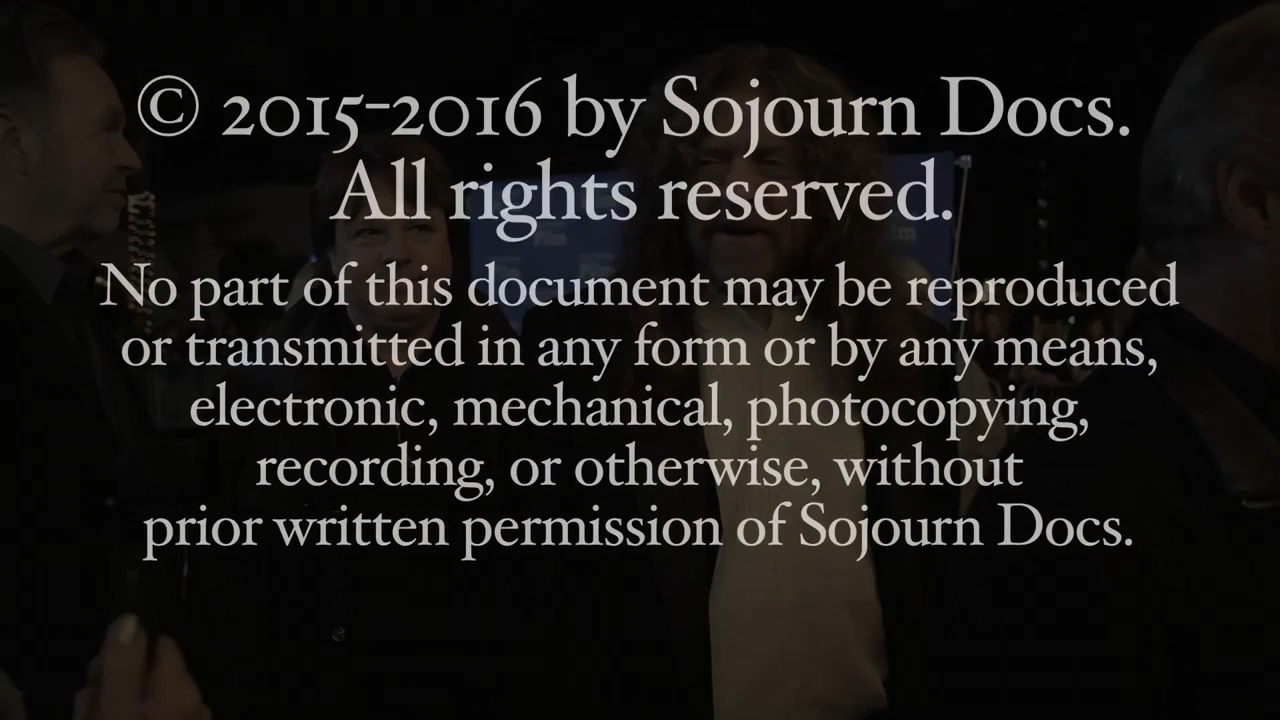 © 2015-2016 by Sojourn Docs.
All rights reserved.
No part of this document may be reproduced
or transmitted in any form or by any means,
electronic, mechanical, photocopying,
recording, or otherwise, without
prior written permission of Sojourn Docs.